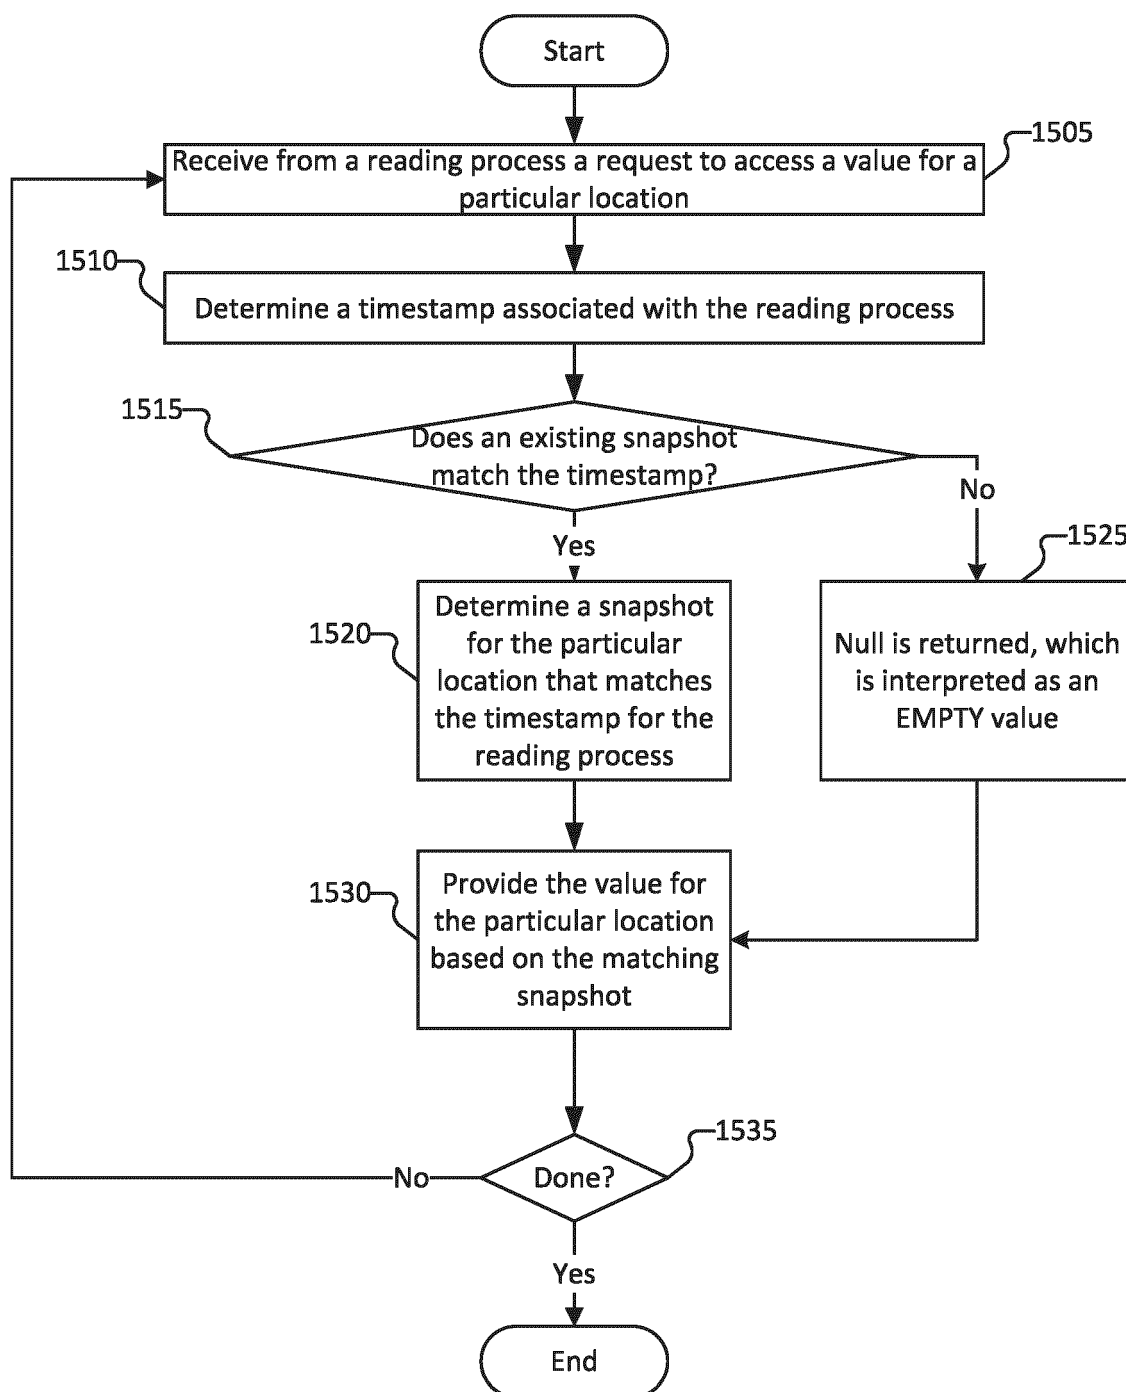 Start
1505
Receive from a reading process a request to access a value for a
particular location
1510
Determine a timestamp associated with the reading process
1515
Does an existing snapshot
match the timestamp?
No
Yes
1525
1520
Determine a snapshot
for the particular
location that matches
the timestamp for the
reading process
Null is returned, which
is interpreted as an
EMPTY value
1530
Provide the value for
the particular location
based on the matching
snapshot
1535
Done?
No
Yes
End